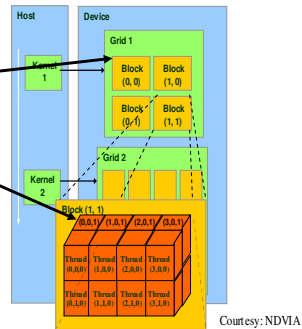 Host
Device
Grid 1
Kernel
1
Block
(0, 0)
Block
(1, 0)
Block
(0, 1)
Block
(1, 1)
Grid 2
Kernel
2
Block (1, 1)
(0,0,1) (1,0,1) (2,0,1) (3,0,1)
Thread
(0,0,0)
Thread
(1,0,0)
Thread
(2,0,0)
Thread
(3,0,0)
Thread
(0,1,0)
Thread
(1,1,0)
Thread
(2,1,0)
Thread
(3,1,0)
Courtesy: NDVIA